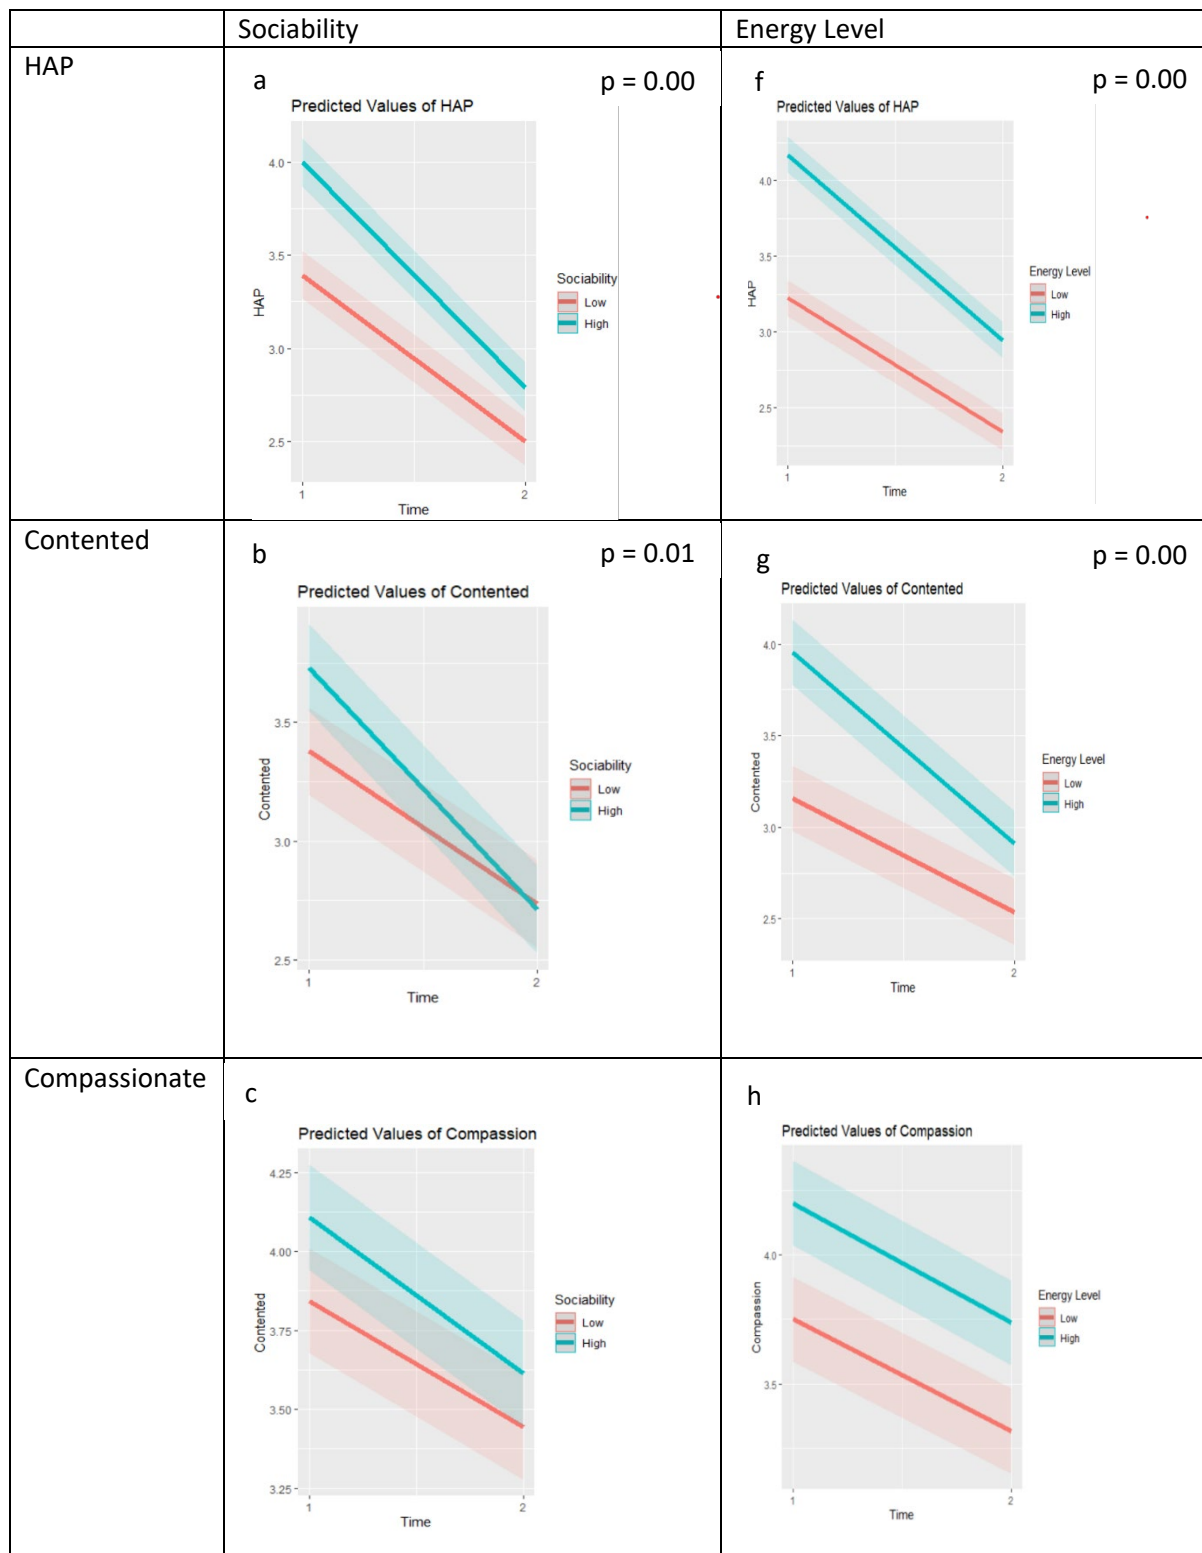 Sociability
Energy Level
HAP
a
p = 0.00
Predicted Values of HAP
4.0
3.5
3.0
2.5
HAP
1
2
Time
Sociability
Low
High
f
p = 0.00
Predicted Values of HAP
4.0
3.5
3.0
2.5
HAP
1
2
Time
Energy Level
Low
High
Contented
b
p = 0.01
Predicted Values of Contented
3.5
3.0
2.5
Contented
1
2
Time
Sociability
Low
High
g
p = 0.00
Predicted Values of Contented
4.0
3.5
3.0
2.5
Contented
1
2
Time
Energy Level
Low
High
Compassionate
c
Predicted Values of Compassion
4.25
4.00
3.75
3.50
3.25
Contented
1
2
Time
Sociability
Low
High
h
Predicted Values of Compassion
4.0
3.5
Compassion
1
2
Time
Energy Level
Low
High